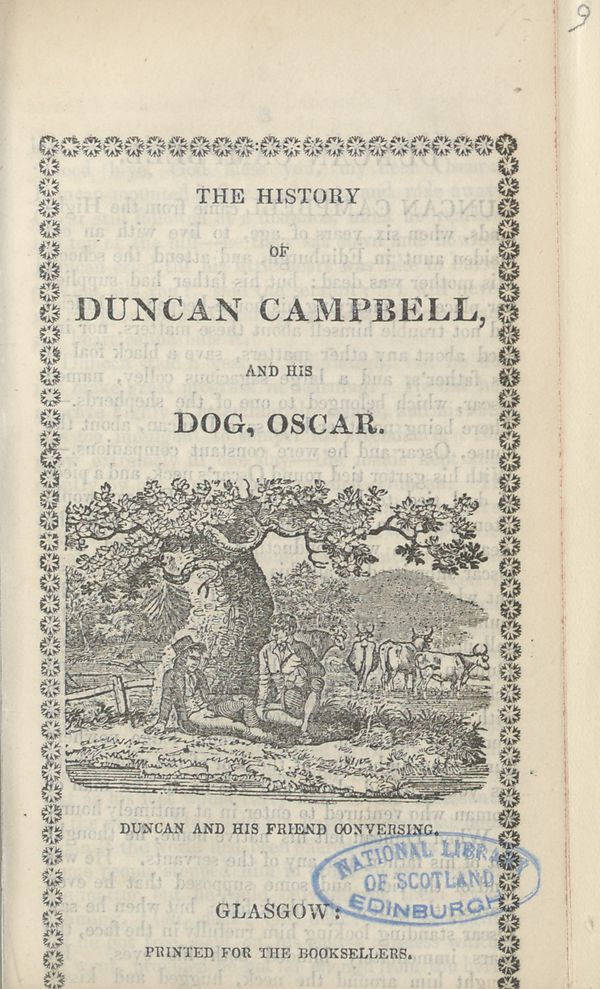 9
THE HISTORY
OF
DUNCAN CAMPBELL,
AND HIS
DOG, OSCAR.
DUNCAN AND HIS FRIEND CONVERSING.
NATIONAL LIBRARY
OF SCOTLAND
EDINBURGH
GLASGOW:
PRINTED FOR THE BOOKSELLERS.